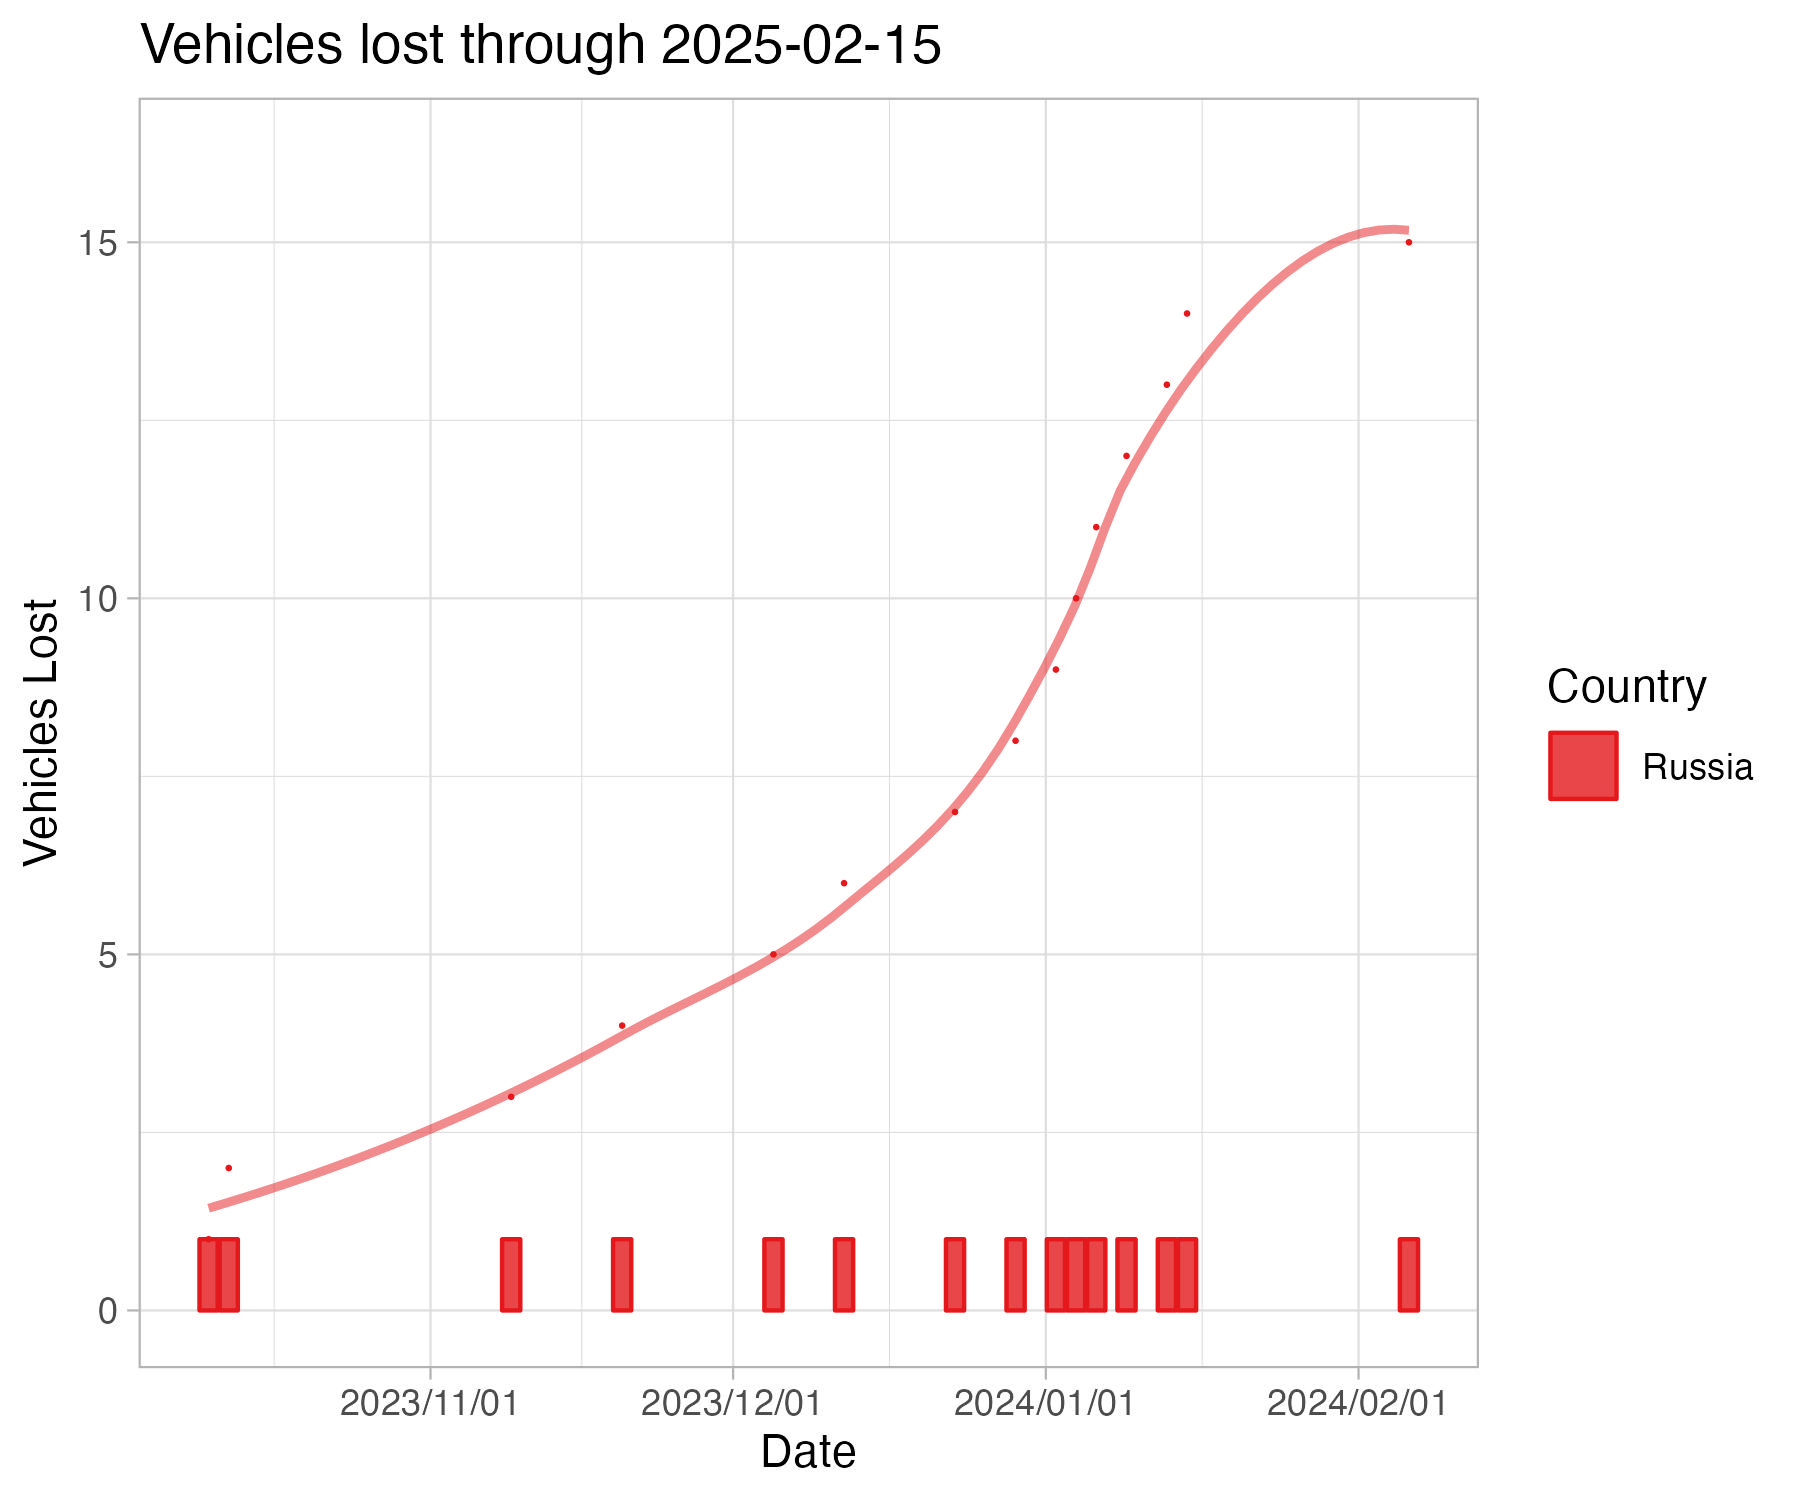 Vehicles lost through 2025-02-15
Vehicles Lost
15
10
5
0
2023/11/01
2023/12/01
2024/01/01
2024/02/01
Date
Country
Russia